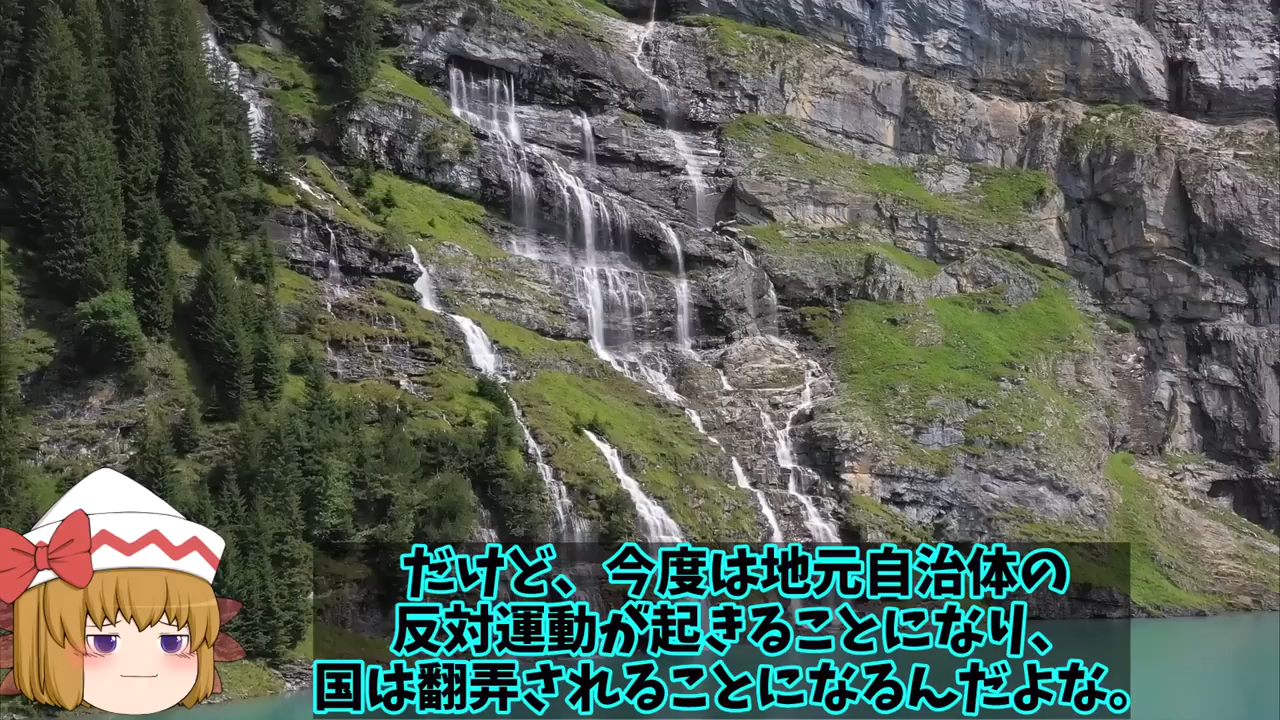 だけど、今度は地元自治体の
反対運動が起きることになり、
国は翻弄されることになるんだよな。